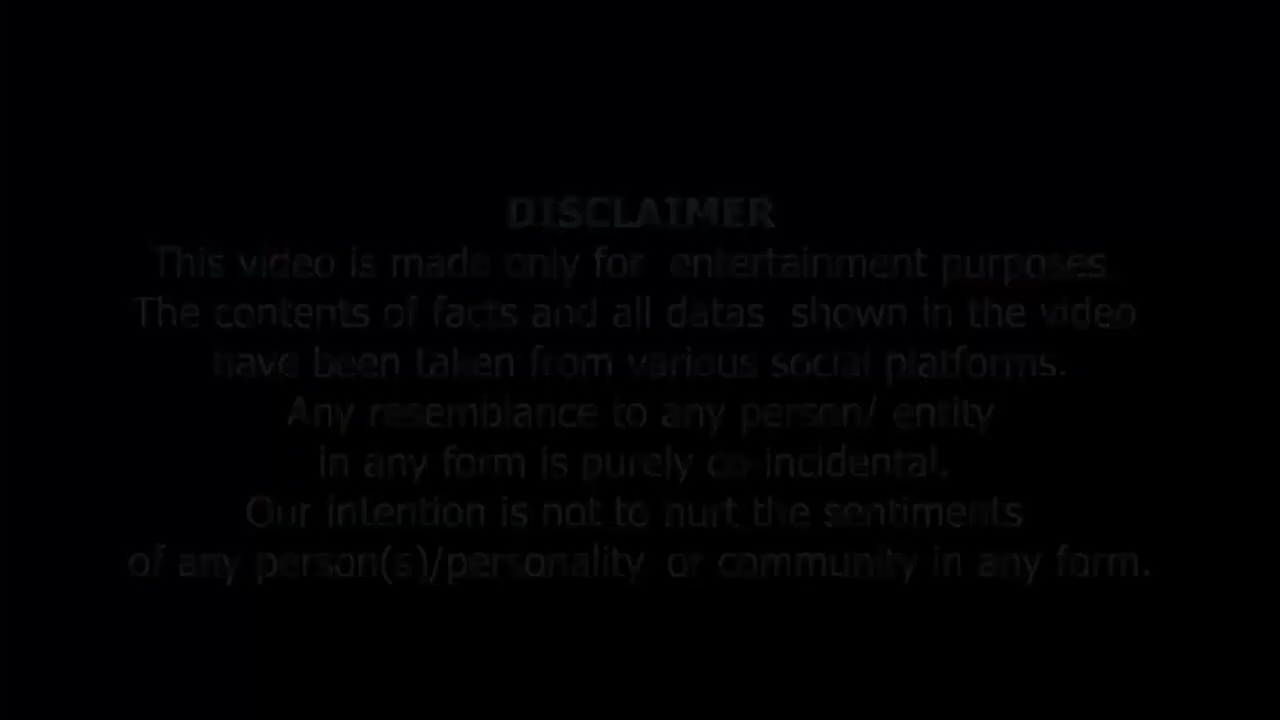 DISCLAIMER
This video is made only for entertainment purposes.
The contents of facts and all datas shown in the video
have been taken from various social platforms.
Any resemblance to any person/ entity
in any form is purely co-incidental.
Our intention is not to hurt the sentiments
of any person(s)/personality or community in any form.